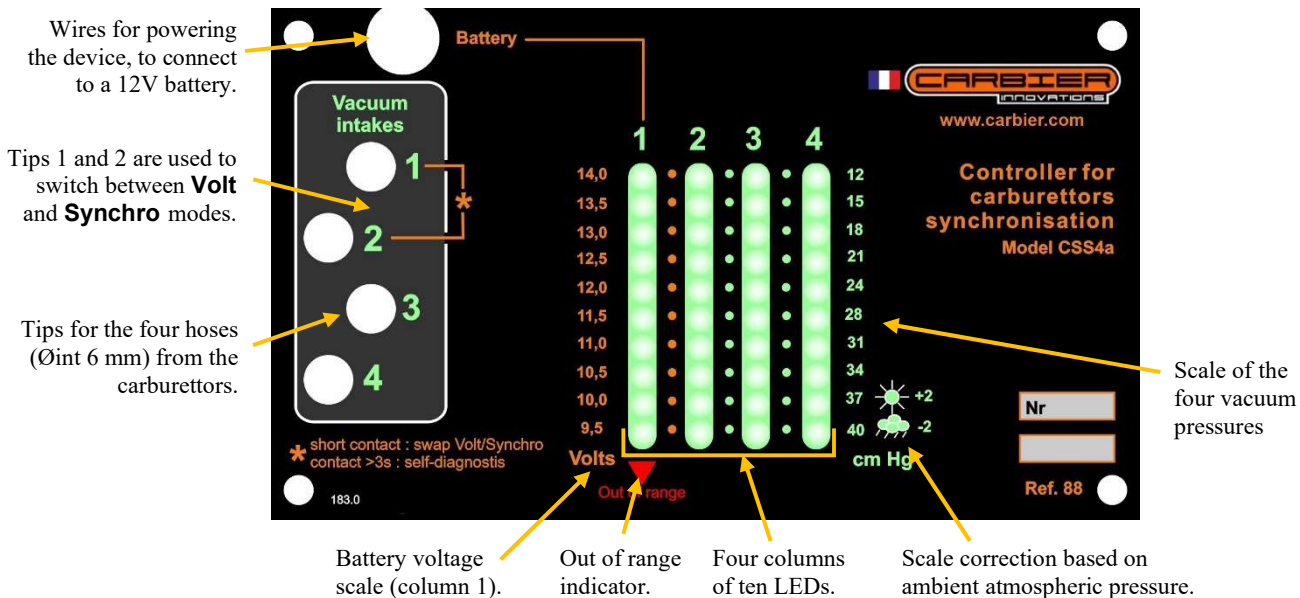 Wires for powering
the device, to connect
to a 12V battery.
Tips 1 and 2 are used to
switch between Volt
and Synchro modes.
Tips for the four hoses
(Øint 6 mm) from the
carburettors.
Battery
Vacuum
intakes
1
2
3
4
*
* short contact : swap Volt/Synchro
contact >3s : self-diagnostis
183.0
1 2 3 4
14,0 12
13,5 15
13,0 18
12,5 21
12,0 24
11,5 28
11,0 31
10,5 34
10,0 37 +2
9,5 40 -2
Volts cm Hg
Out of range
CARBIER
INNOVATIONS
www.carbier.com
Controller for
carburettors
synchronisation
Model CSS4a
Nr
Ref. 88
Scale of the
four vacuum
pressures
Battery voltage
scale (column 1).
Out of range
indicator.
Four columns
of ten LEDs.
Scale correction based on
ambient atmospheric pressure.